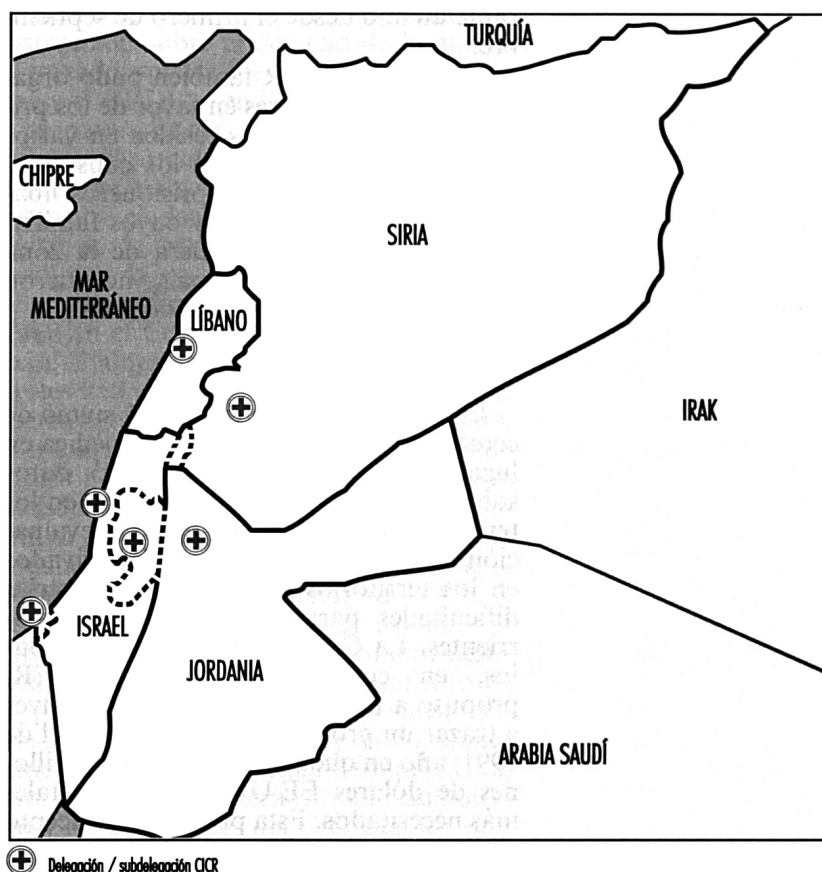 TURQUÍA
CHIPRE
SIRIA
MAR
MEDITERRÁNEO
LÍBANO
IRAK
ISRAEL
JORDANIA
ARABIA SAUDÍ
Delegación / subdelegación CICR